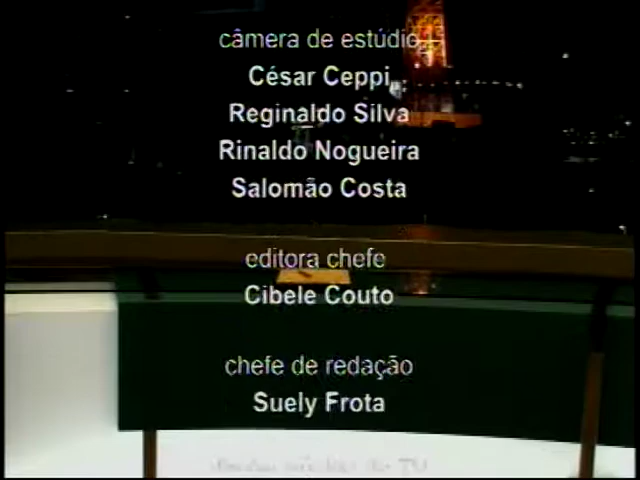 câmera de estúdio
César Ceppi
Reginaldo Silva
Rinaldo Nogueira
Salomão Costa
editora chefe
Cibele Couto
chefe de redação
Suely Frota